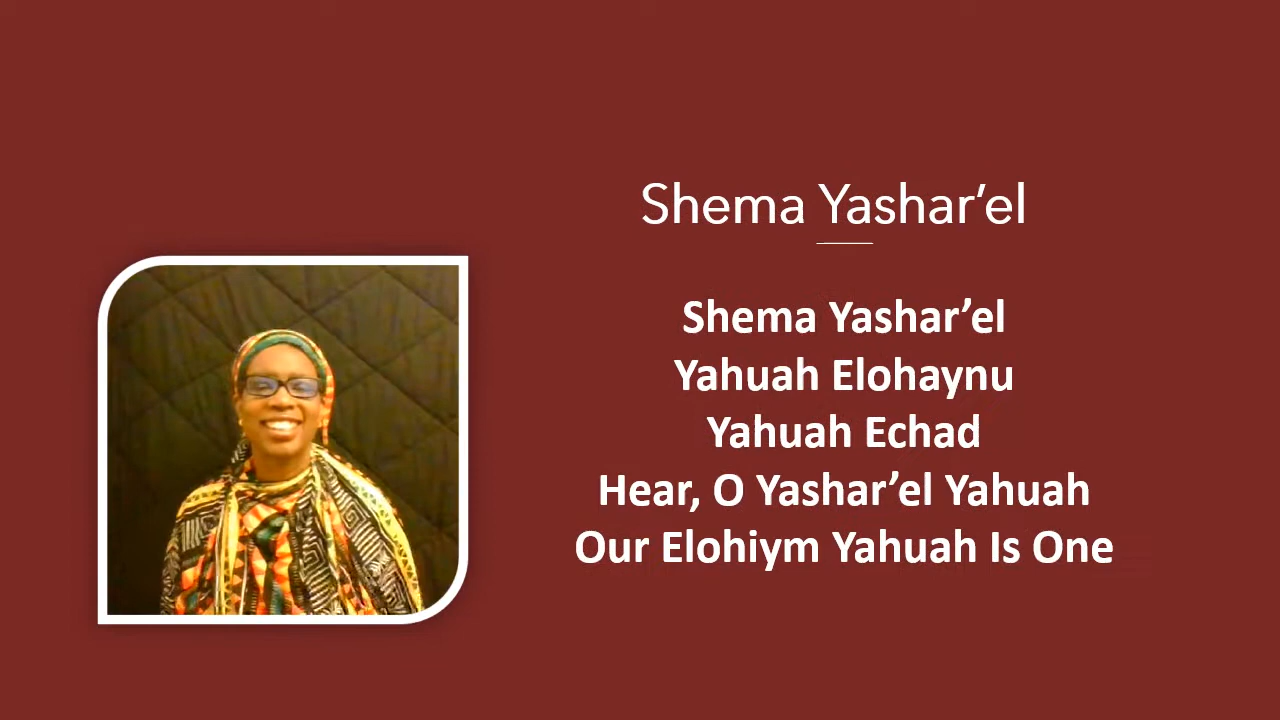 Shema Yashar’el
Shema Yashar’el
Yahuah Elohaynu
Yahuah Echad
Hear, O Yashar’el Yahuah
Our Elohiym Yahuah Is One